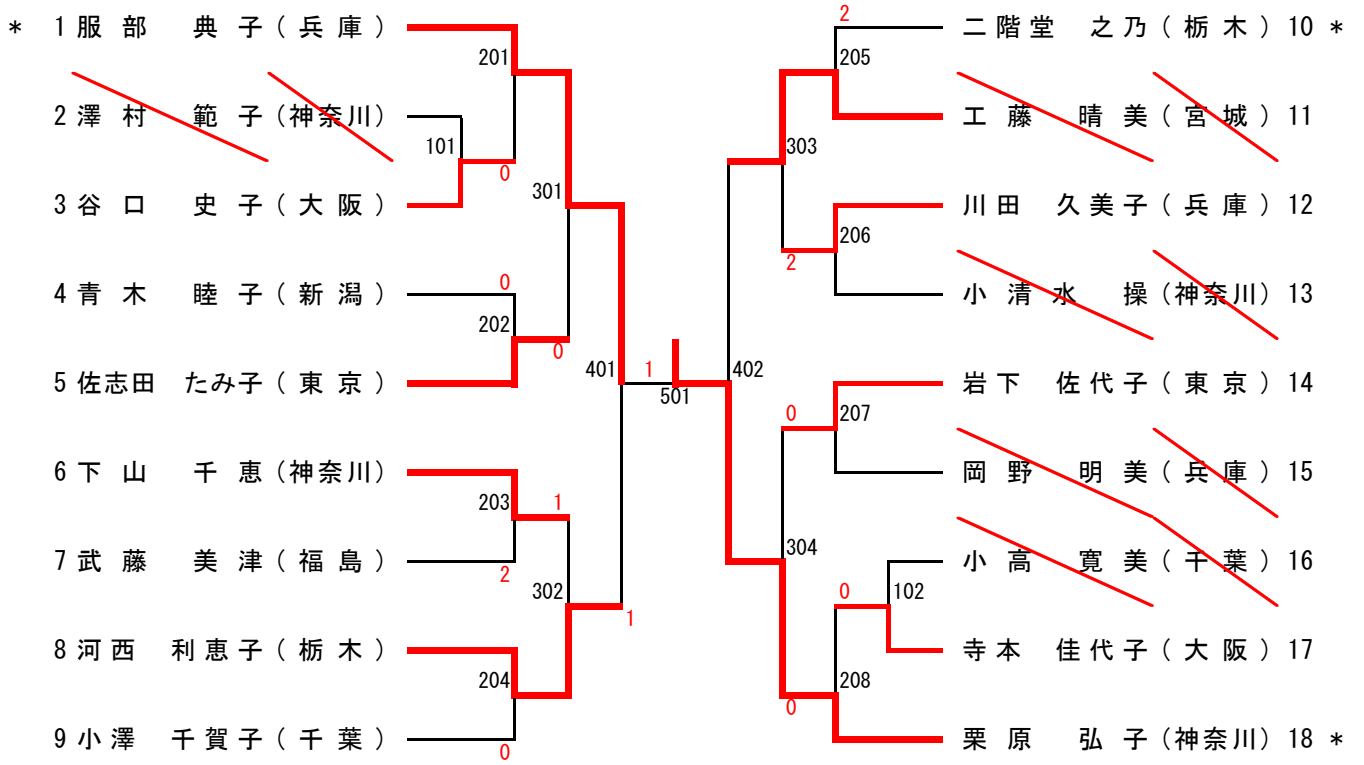 * 1 服部 典子 (兵庫)
2 澤村 範子 (神奈川)
3 谷口 史子 (大阪)
4 青木 睦子 (新潟)
5 佐志田 たみ子 (東京)
6 下山 千恵 (神奈川)
7 武藤 美津 (福島)
8 河西 利恵子 (栃木)
9 小澤 千賀子 (千葉)
201
101
0
301
0
202
0
401
1
501
203
1
2
302
1
204
0
2
205
303
206
2
402
0
207
304
0
102
208
0
二階堂 之乃 (栃木) 10 *
工藤 晴美 (宮城) 11
川田 久美子 (兵庫) 12
小清水 操 (神奈川) 13
岩下 佐代子 (東京) 14
岡野 明美 (兵庫) 15
小高 寛美 (千葉) 16
寺本 佳代子 (大阪) 17
栗原 弘子 (神奈川) 18 *